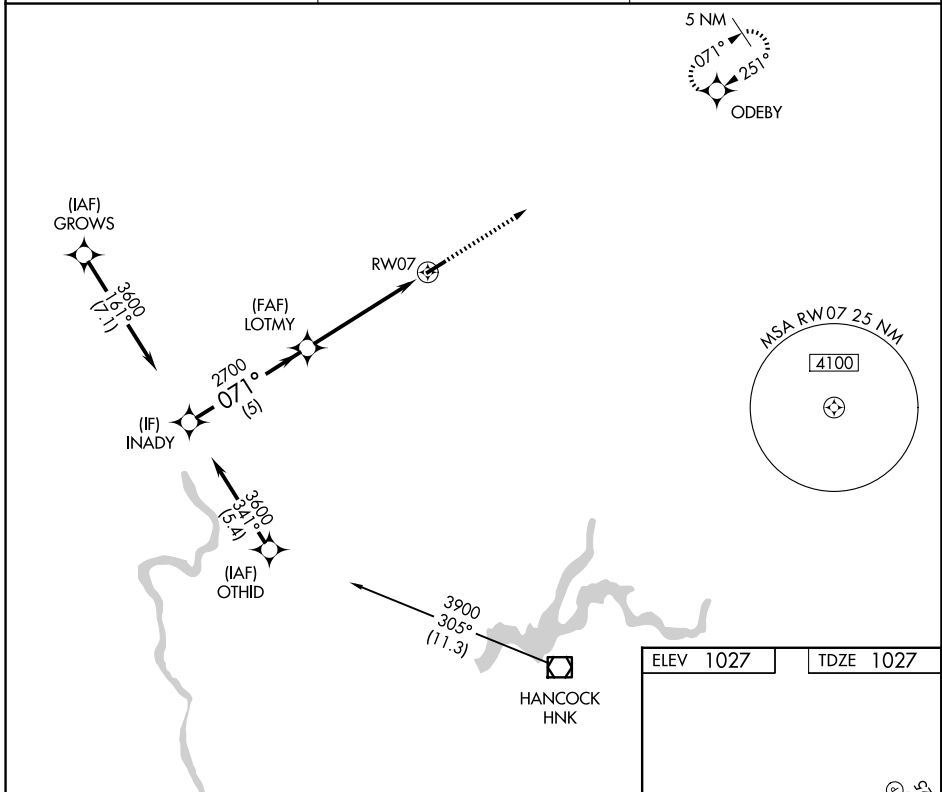 5 NM
071°
251°
ODEBY
(IAF)
GROWS
3600
161°
(7.1)
RW07
(FAF)
LOTMY
2700
071°
(5)
(IF)
INADY
MSA RW07 25 NM
4100
3600
341°
(5.4)
(IAF)
OTHID
3900
305°
(11.3)
HANCOCK
HNK
ELEV 1027
TDZE 1027
P